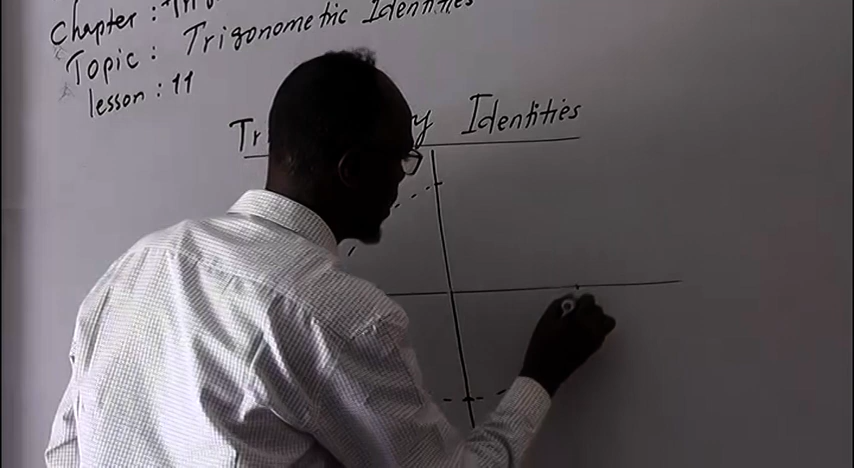 Chapter :
Topic : Trigonometric Identities
lesson : 11
Identities